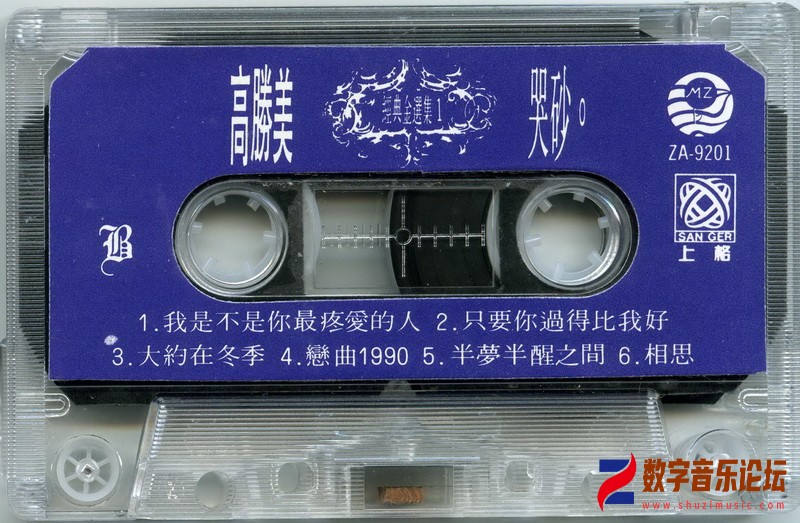 高勝美
經典金選集1
哭砂。
MZ
ZA-9201
SAN GER
上格
B
1.我是不是你最疼愛的人 2.只要你過得比我好
3.大約在冬季 4.戀曲1990 5.半夢半醒之間 6.相思
数字音乐论坛
www.shuzimusic.com